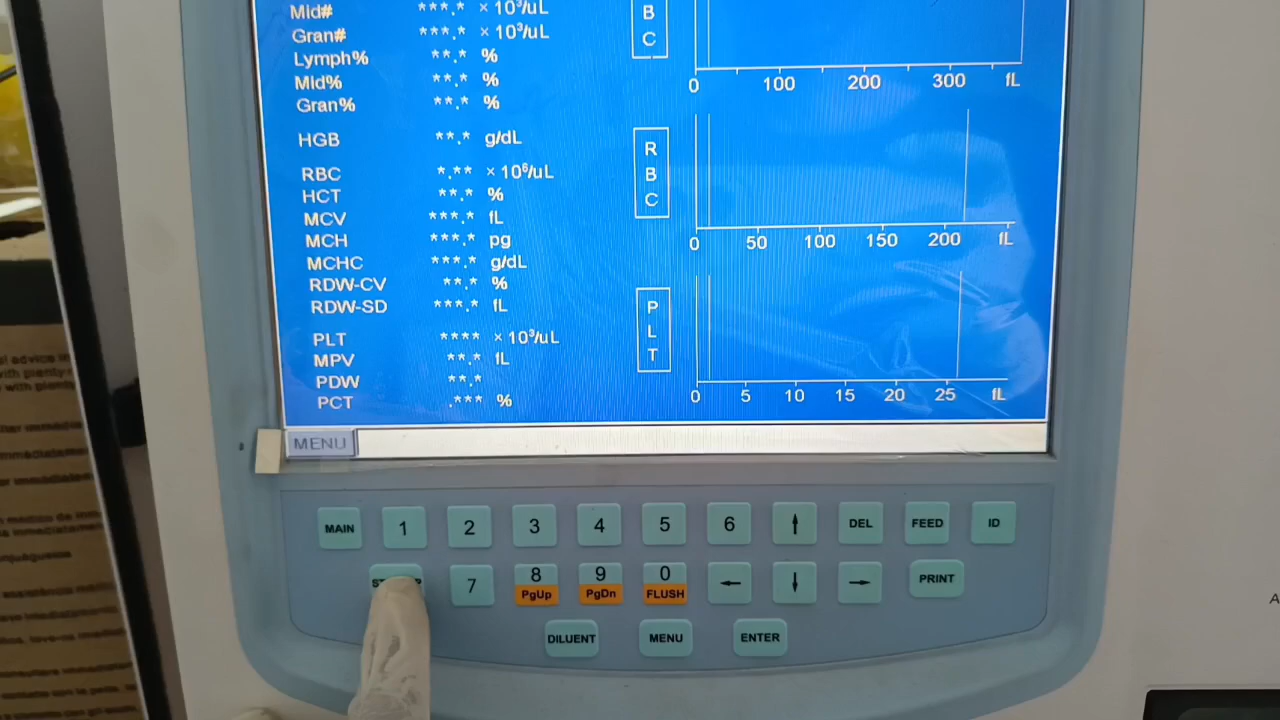 Mid# ***.* × 10³/uL
Gran# ***.* × 10³/uL
Lymph% **.* %
Mid% **.* %
Gran% **.* %
HGB **.* g/dL
RBC *.** × 10⁶/uL
HCT **.* %
MCV ***.* fL
MCH ***.* pg
MCHC ***.* g/dL
RDW-CV **.* %
RDW-SD ***.* fL
PLT **** × 10³/uL
MPV **.* fL
PDW **.*
PCT .*** %
B
C
0 100 200 300 fL
R
B
C
0 50 100 150 200 fL
P
L
T
0 5 10 15 20 25 fL
MENU
MAIN 1 2 3 4 5 6 ↑ DEL FEED ID
7 8 PgUp 9 PgDn 0 FLUSH ← ↓ → PRINT
DILUENT MENU ENTER